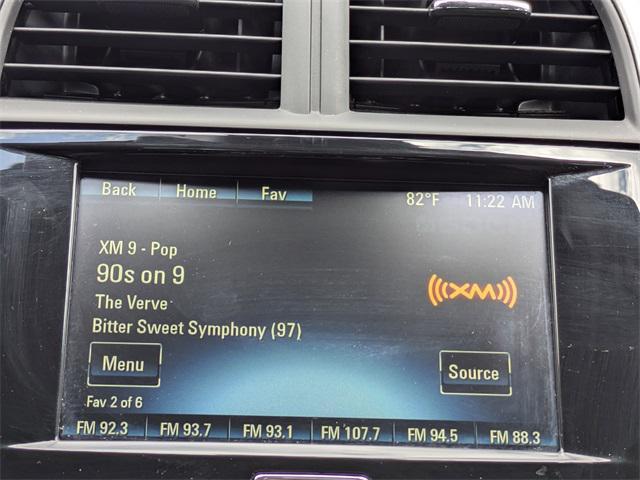 Back Home Fav 82°F 11:22 AM
XM 9 - Pop
90s on 9
((XM))
The Verve
Bitter Sweet Symphony (97)
Menu
Source
Fav 2 of 6
FM 92.3 FM 93.7 FM 93.1 FM 107.7 FM 94.5 FM 88.3